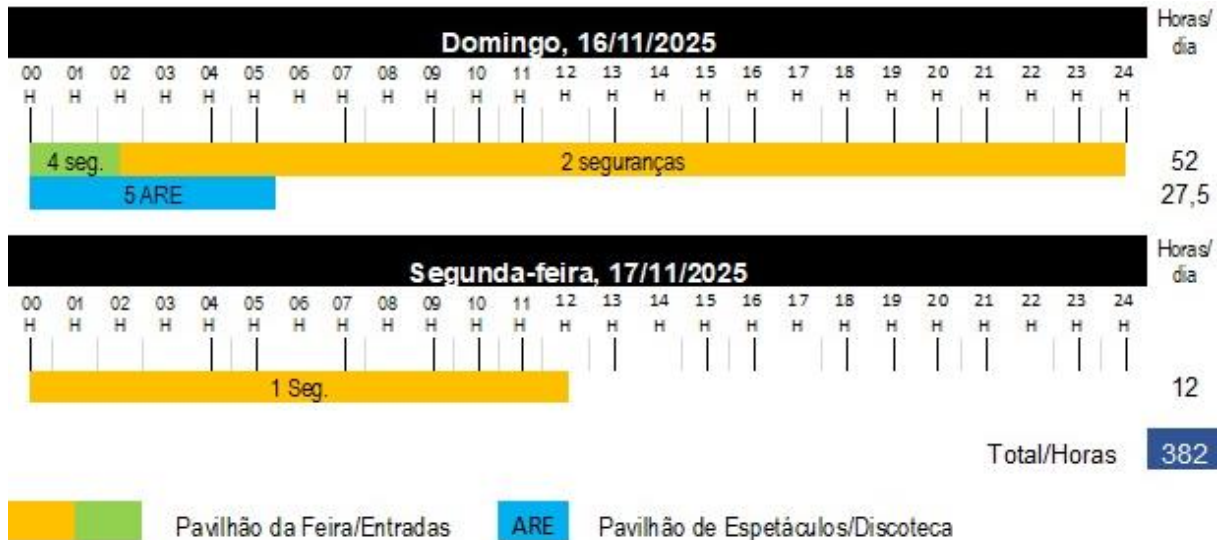 Horas/
Domingo, 16/11/2025 dia
00 01 02 03 04 05 06 07 08 09 10 11 12 13 14 15 16 17 18 19 20 21 22 23 24
H H H H H H H H H H H H H H H H H H H H H H H H H
4 seg. 2 seguranças 52
5 ARE 27,5
Horas/
Segunda-feira, 17/11/2025 dia
00 01 02 03 04 05 06 07 08 09 10 11 12 13 14 15 16 17 18 19 20 21 22 23 24
H H H H H H H H H H H H H H H H H H H H H H H H H
1 Seg. 12
Total/Horas 382
Pavilhão da Feira/Entradas ARE Pavilhão de Espetáculos/Discoteca